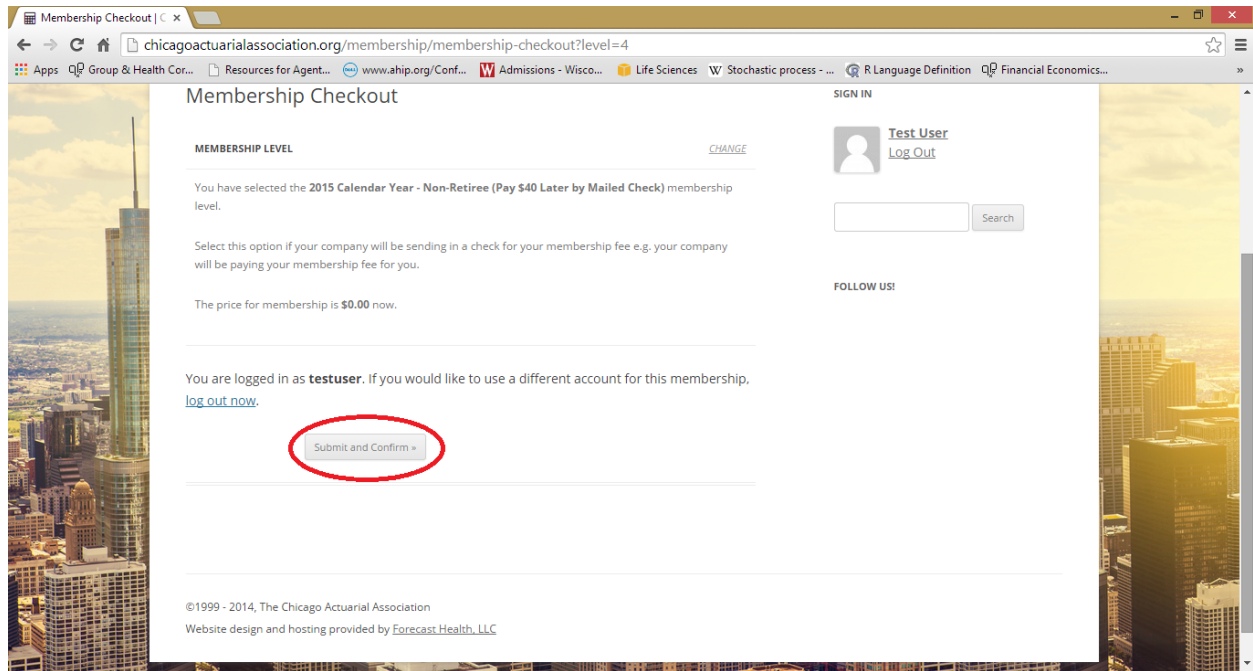 Membership Checkout | C
chicagoactuarialassociation.org/membership/membership-checkout?level=4
Apps Group & Health Cor... Resources for Agent... www.ahip.org/Conf... Admissions - Wisco... Life Sciences Stochastic process - ... R Language Definition Financial Economics... »
Membership Checkout
MEMBERSHIP LEVEL CHANGE
You have selected the 2015 Calendar Year - Non-Retiree (Pay $40 Later by Mailed Check) membership
level.
Select this option if your company will be sending in a check for your membership fee e.g. your company
will be paying your membership fee for you.
The price for membership is $0.00 now.
You are logged in as testuser. If you would like to use a different account for this membership,
log out now.
Submit and Confirm »
SIGN IN
Test User
Log Out
Search
FOLLOW US!
©1999 - 2014, The Chicago Actuarial Association
Website design and hosting provided by Forecast Health, LLC